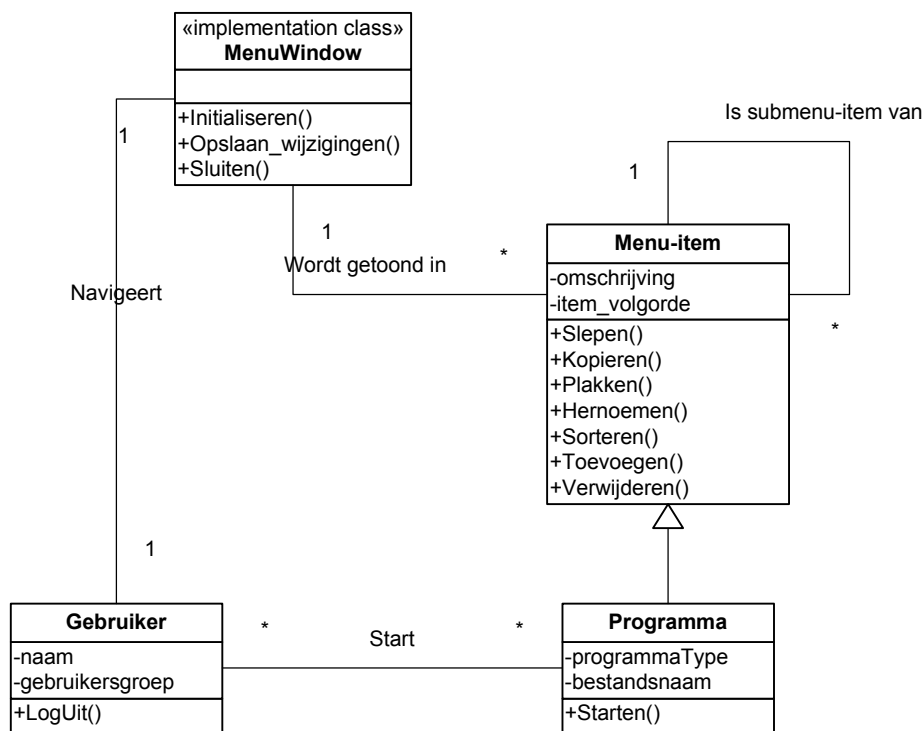 «implementation class»
MenuWindow
+Initialiseren()
+Opslaan_wijzigingen()
+Sluiten()
1
1
Wordt getoond in
*
Is submenu-item van
1
*
Menu-item
-omschrijving
-item_volgorde
+Slepen()
+Kopieren()
+Plakken()
+Hernoemen()
+Sorteren()
+Toevoegen()
+Verwijderen()
Navigeert
1
Gebruiker
-naam
-gebruikersgroep
+LogUit()
*
Start
*
Programma
-programmaType
-bestandsnaam
+Starten()